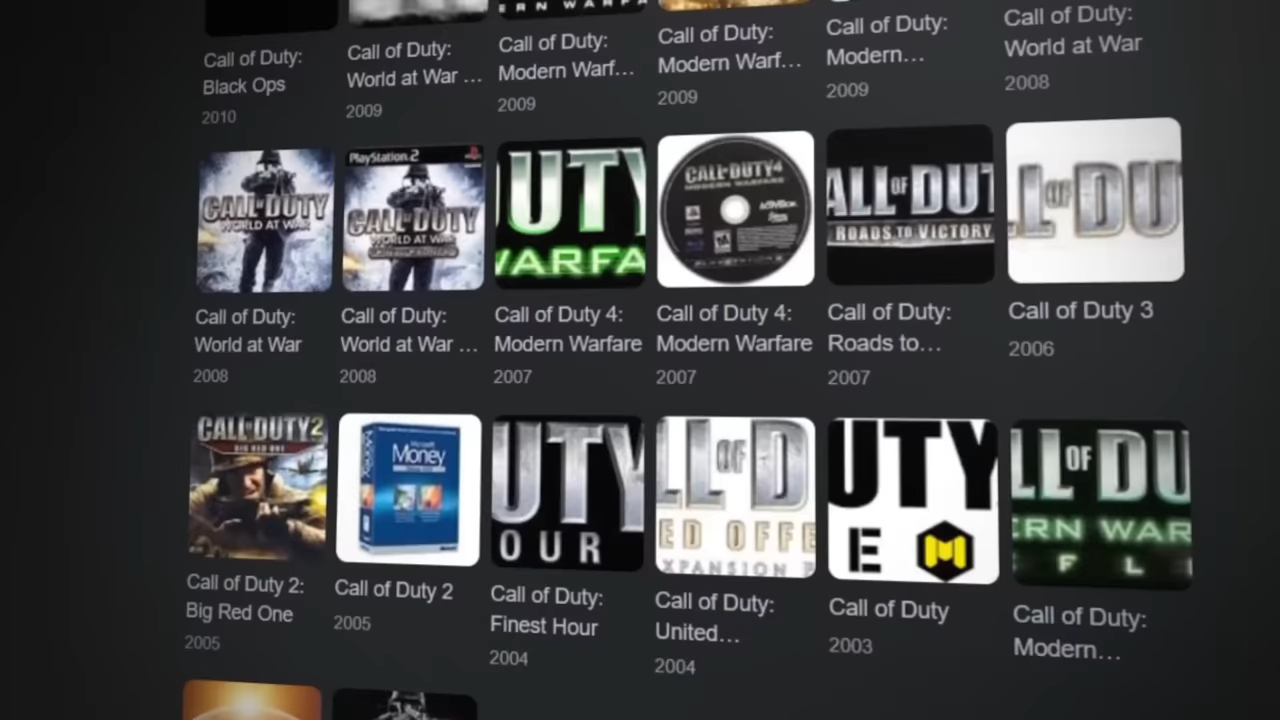 ERN WARFA
Call of Duty:
Black Ops
2010
Call of Duty:
World at War ...
2009
Call of Duty:
Modern Warf...
2009
Call of Duty:
Modern Warf...
2009
Call of Duty:
Modern...
2009
Call of Duty:
World at War
2008
CALL OF DUTY
WORLD AT WAR
PlayStation.2
CALL OF DUTY
WORLD AT WAR
DUTY
WARFA
CALL OF DUTY 4
MODERN WARFARE
ACTIVISION
ALL OF DUT
ROADS TO VICTORY
LL OF DU
Call of Duty:
World at War
2008
Call of Duty:
World at War ...
2008
Call of Duty 4:
Modern Warfare
2007
Call of Duty 4:
Modern Warfare
2007
Call of Duty:
Roads to...
2007
Call of Duty 3
2006
CALL OF DUTY 2
BIG RED ONE
Microsoft
Money
Money
DUTY
OUR
LL OF D
ED OFFE
XPANSION P
UTY
E
LL OF DU
ERN WAR
F L
Call of Duty 2:
Big Red One
2005
Call of Duty 2
2005
Call of Duty:
Finest Hour
2004
Call of Duty:
United...
2004
Call of Duty
2003
Call of Duty:
Modern...